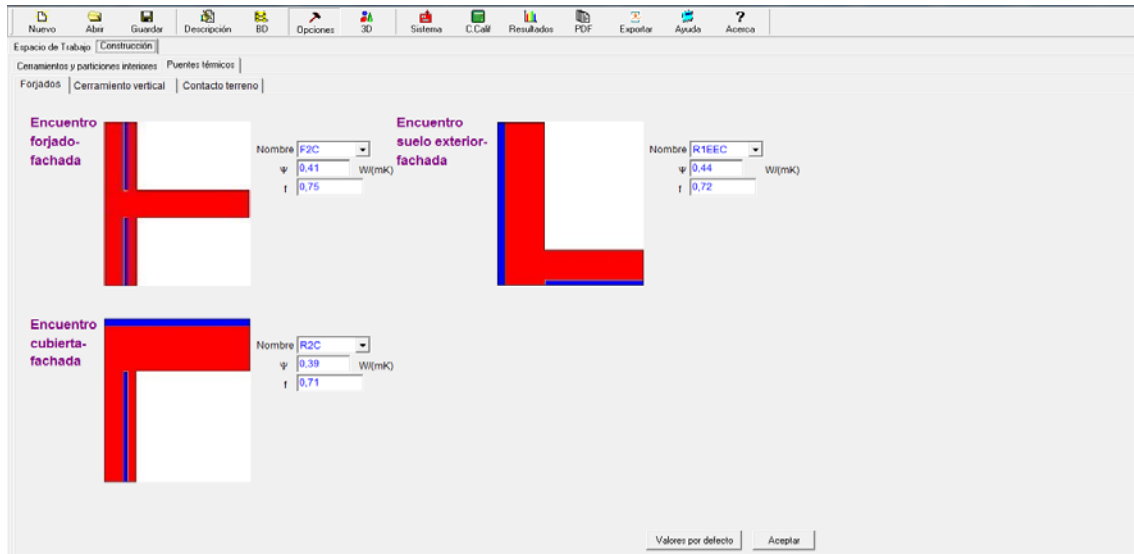 Nuevo Abrir Guardar Descripción BD Opciones 3D Sistema C.Calif Resultados PDF Exportar Ayuda Acerca
Espacio de Trabajo Construcción
Cerramientos y particiones interiores Puentes térmicos
Forjados Cerramiento vertical Contacto terreno
Encuentro
forjado-
fachada
Nombre F2C
Ψ 0,41 W/(mK)
f 0,75
Encuentro
suelo exterior-
fachada
Nombre R1EEC
Ψ 0,44 W/(mK)
f 0,72
Encuentro
cubierta-
fachada
Nombre R2C
Ψ 0,39 W/(mK)
f 0,71
Valores por defecto Aceptar